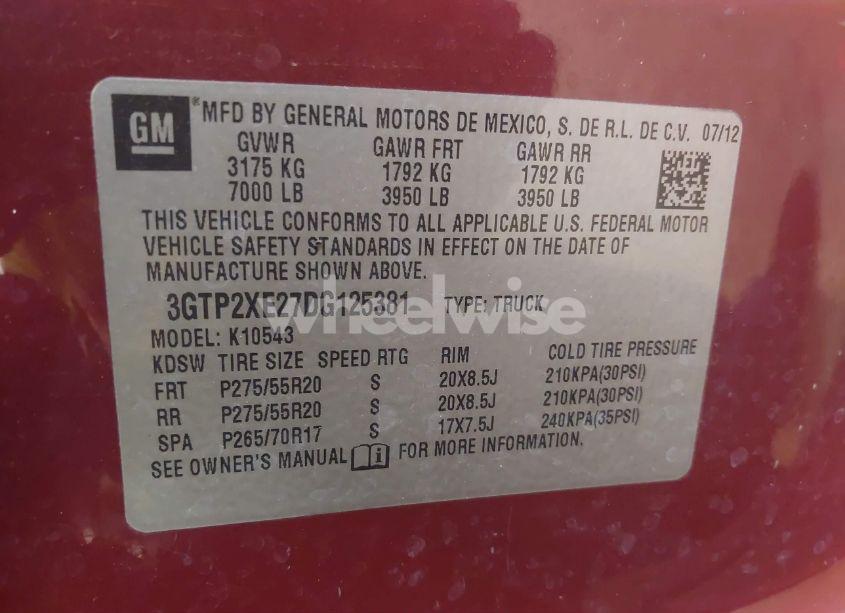 GM
®MFD BY GENERAL MOTORS DE MEXICO, S. DE R.L. DE C.V. 07/12
GVWR GAWR FRT GAWR RR
3175 KG 1792 KG 1792 KG
7000 LB 3950 LB 3950 LB
THIS VEHICLE CONFORMS TO ALL APPLICABLE U.S. FEDERAL MOTOR
VEHICLE SAFETY STANDARDS IN EFFECT ON THE DATE OF
MANUFACTURE SHOWN ABOVE.
3GTP2XE27DG125381 TYPE: TRUCK
wheelwise
MODEL: K10543
KDSW TIRE SIZE SPEED RTG RIM COLD TIRE PRESSURE
FRT P275/55R20 S 20X8.5J 210KPA(30PSI)
RR P275/55R20 S 20X8.5J 210KPA(30PSI)
SPA P265/70R17 S 17X7.5J 240KPA(35PSI)
SEE OWNER'S MANUAL FOR MORE INFORMATION.